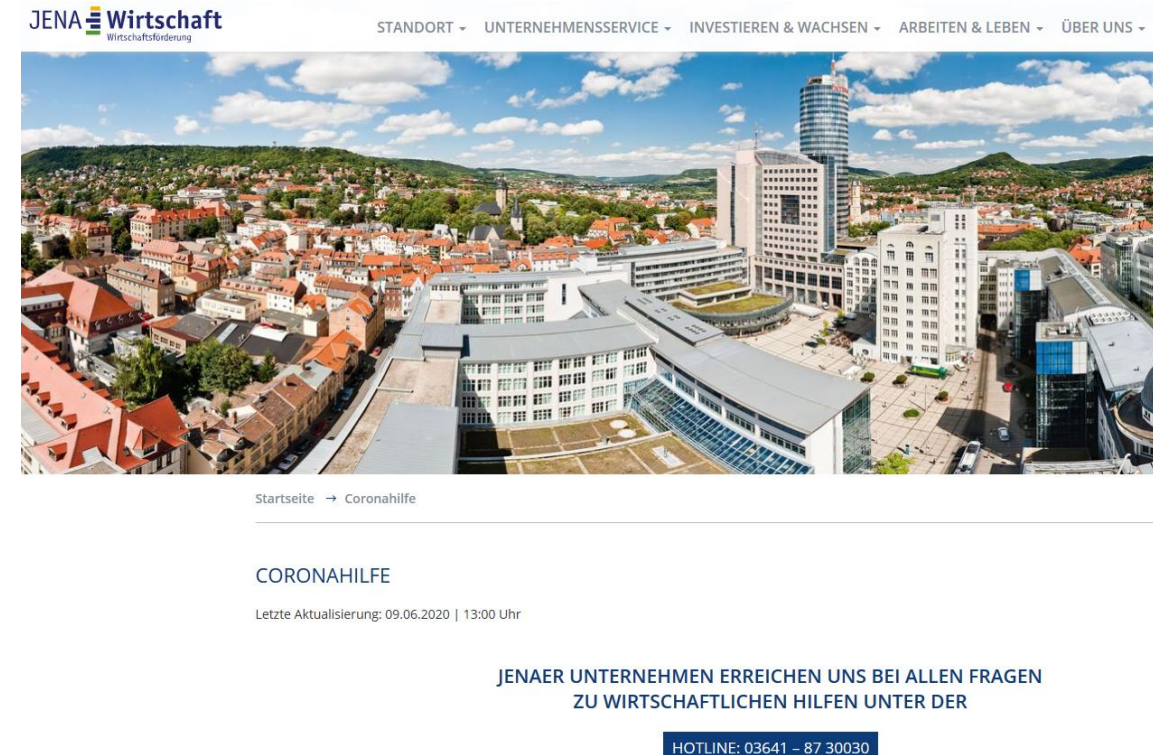 JENA Wirtschaft
Wirtschaftsförderung
STANDORT UNTERNEHMENSSERVICE INVESTIEREN & WACHSEN ARBEITEN & LEBEN ÜBER UNS
Startseite → Coronahilfe
CORONAHILFE
Letzte Aktualisierung: 09.06.2020 | 13:00 Uhr
JENAER UNTERNEHMEN ERREICHEN UNS BEI ALLEN FRAGEN
ZU WIRTSCHAFTLICHEN HILFEN UNTER DER
HOTLINE: 03641 – 87 30030